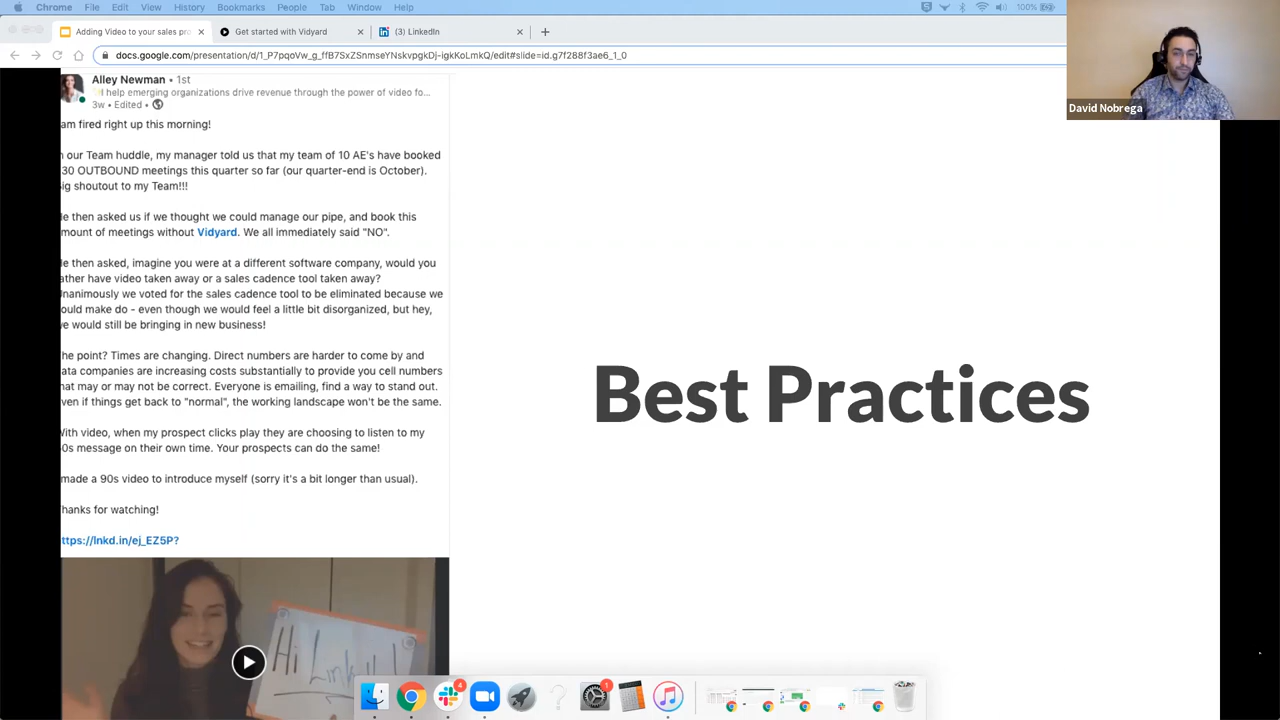 Chrome File Edit View History Bookmarks People Tab Window Help 100%
Adding Video to your sales pro Get started with Vidyard (3) LinkedIn
docs.google.com/presentation/d/1_P7pqoVw_g_ffB7SxZSnmseYNskvpgkDj-igkKoLmkQ/edit#slide=id.g7f288f3ae6_1_0
David Nobrega
Alley Newman • 1st
I help emerging organizations drive revenue through the power of video fo...
3w • Edited •
am fired right up this morning!
n our Team huddle, my manager told us that my team of 10 AE's have booked
30 OUTBOUND meetings this quarter so far (our quarter-end is October).
ig shoutout to my Team!!!
e then asked us if we thought we could manage our pipe, and book this
mount of meetings without Vidyard. We all immediately said "NO".
e then asked, imagine you were at a different software company, would you
ather have video taken away or a sales cadence tool taken away?
Unanimously we voted for the sales cadence tool to be eliminated because we
ould make do - even though we would feel a little bit disorganized, but hey,
we would still be bringing in new business!
he point? Times are changing. Direct numbers are harder to come by and
ata companies are increasing costs substantially to provide you cell numbers
hat may or may not be correct. Everyone is emailing, find a way to stand out.
ven if things get back to "normal", the working landscape won't be the same.
With video, when my prospect clicks play they are choosing to listen to my
0s message on their own time. Your prospects can do the same!
made a 90s video to introduce myself (sorry it's a bit longer than usual).
Thanks for watching!
ttps://lnkd.in/ej_EZ5P?
Best Practices
Hi
4
1